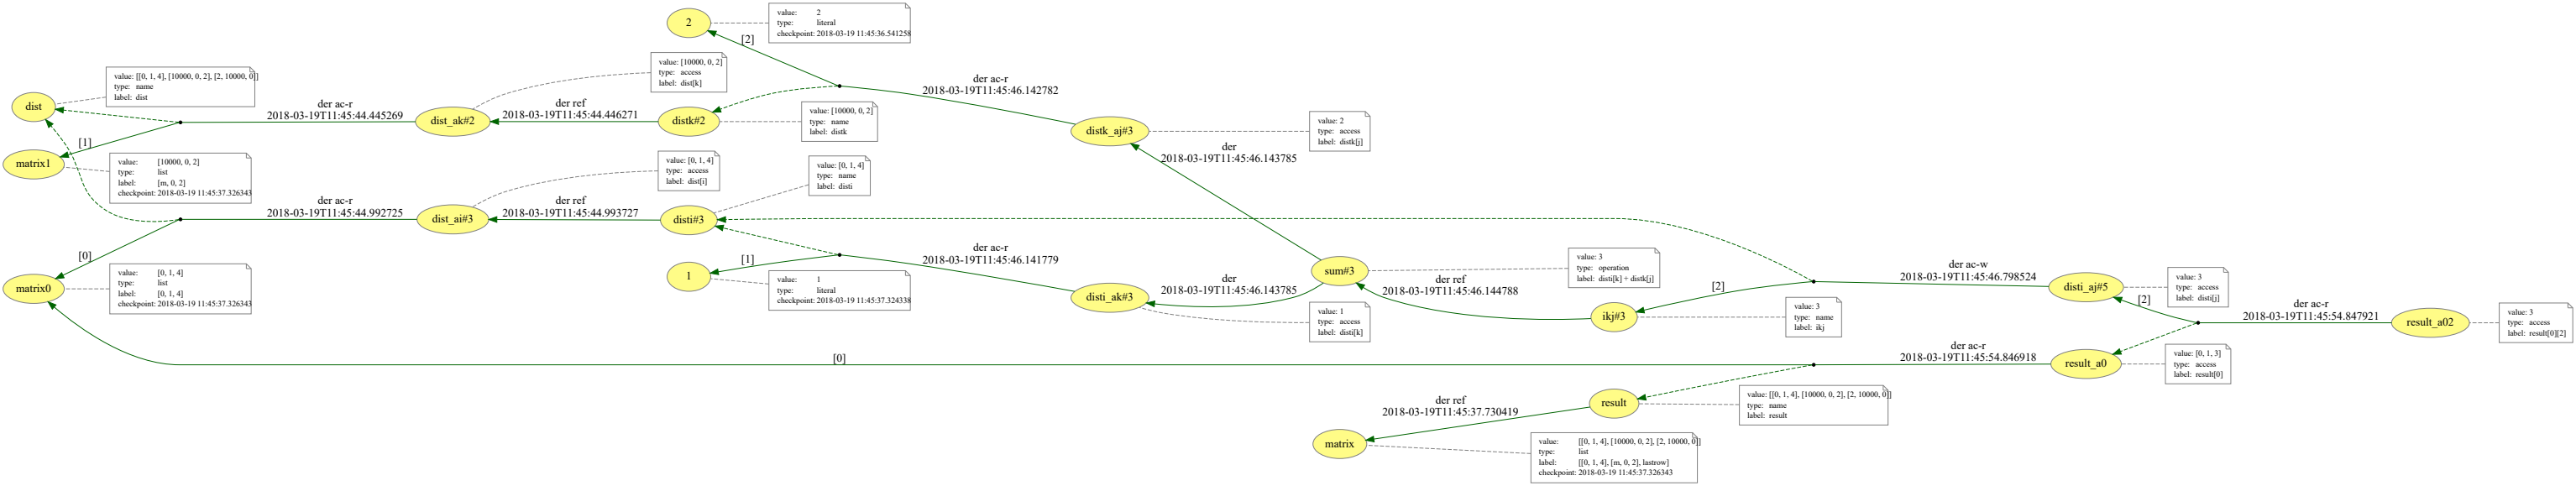 2
value: 2
type: literal
checkpoint: 2018-03-19 11:45:36.541258
[2]
value: [10000, 0, 2]
type: access
label: dist[k]
value: [[0, 1, 4], [10000, 0, 2], [2, 10000, 0]]
type: name
label: dist
dist
der ac-r
2018-03-19T11:45:44.445269
dist_ak#2
der ref
2018-03-19T11:45:44.446271
distk#2
value: [10000, 0, 2]
type: name
label: distk
der ac-r
2018-03-19T11:45:46.142782
distk_aj#3
value: 2
type: access
label: distk[j]
[1]
matrix1
value: [10000, 0, 2]
type: list
label: [m, 0, 2]
checkpoint: 2018-03-19 11:45:37.326343
value: [0, 1, 4]
type: access
label: dist[i]
value: [0, 1, 4]
type: name
label: disti
der
2018-03-19T11:45:46.143785
der ac-r
2018-03-19T11:44:44.992725
dist_ai#3
der ref
2018-03-19T11:45:44.993727
disti#3
[0]
matrix0
value: [0, 1, 4]
type: list
label: [0, 1, 4]
checkpoint: 2018-03-19 11:45:37.326343
[1]
1
value: 1
type: literal
checkpoint: 2018-03-19 11:45:37.324338
der ac-r
2018-03-19T11:45:46.141779
disti_ak#3
der
2018-03-19T11:45:46.143785
sum#3
value: 3
type: operation
label: disti[k] + distk[j]
value: 1
type: access
label: disti[k]
der ref
2018-03-19T11:45:46.144788
ikj#3
value: 3
type: name
label: ikj
[2]
der ac-w
2018-03-19T11:45:46.798524
disti_aj#5
value: 3
type: access
label: disti[j]
[2]
der ac-r
2018-03-19T11:45:54.847921
result_a02
value: 3
type: access
label: result[0][2]
[0]
der ac-r
2018-03-19T11:45:54.846918
result_a0
value: [0, 1, 3]
type: access
label: result[0]
der ref
2018-03-19T11:45:37.730419
result
value: [[0, 1, 4], [10000, 0, 2], [2, 10000, 0]]
type: name
label: result
matrix
value: [[0, 1, 4], [10000, 0, 2], [2, 10000, 0]]
type: list
label: [[0, 1, 4], [m, 0, 2], lastrow]
checkpoint: 2018-03-19 11:45:37.326343